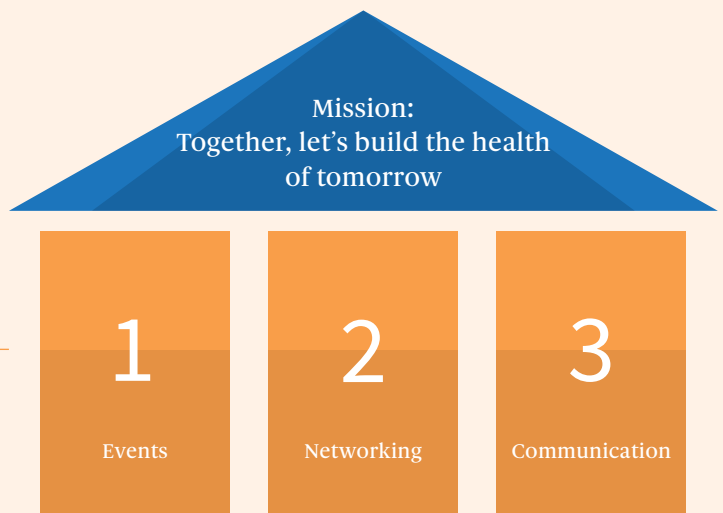 Mission:
Together, let’s build the health
of tomorrow
1
Events
2
Networking
3
Communication